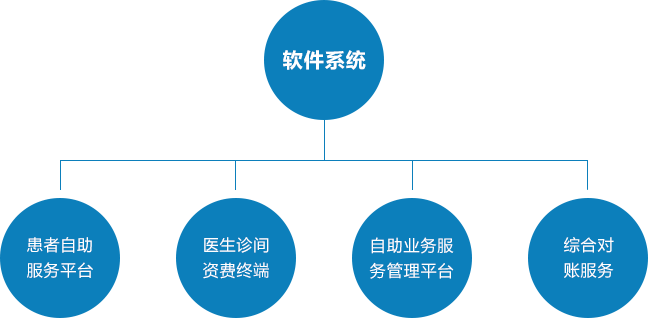 软件系统
患者自助
服务平台
医生诊间
资费终端
自助业务服
务管理平台
综合对
账服务